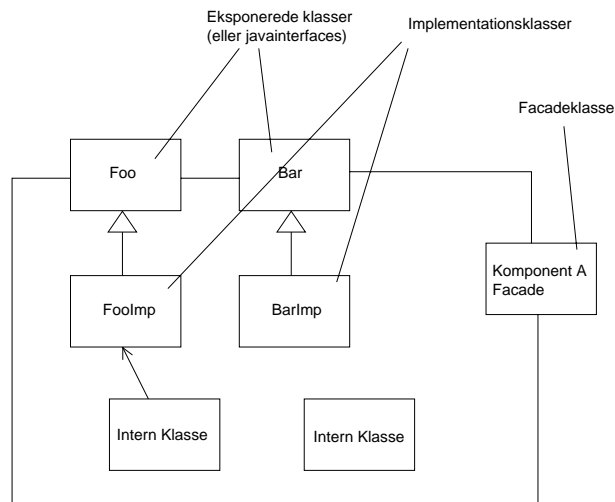 Eksponerede klasser
(eller javainterfaces)
Implementationsklasser
Facadeklasse
Foo
Bar
Komponent A
Facade
FooImp
BarImp
Intern Klasse
Intern Klasse